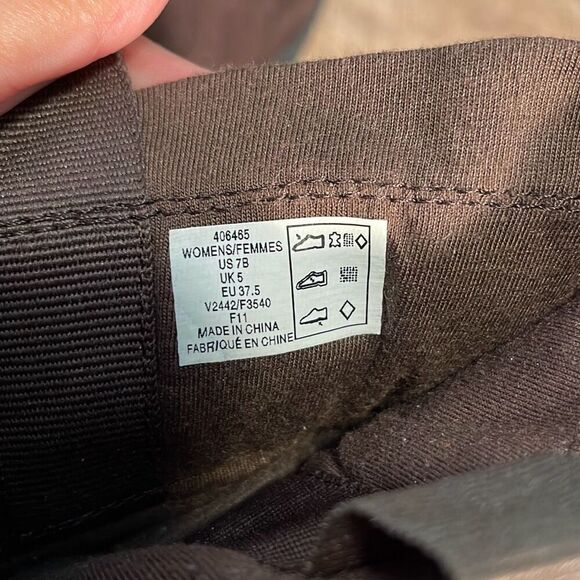 406465
WOMENS/FEMMES
US 7B
UK 5
EU 37.5
V2442/F3540
F11
MADE IN CHINA
FABRIQUÉ EN CHINE